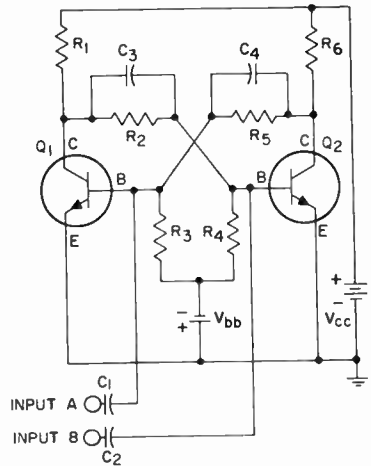 R1
C3
C4
R6
R2
R5
Q1
C
C
Q2
B
B
E
R3
R4
E
−
+
Vbb
+
−
Vcc
INPUT A
C1
INPUT B
C2